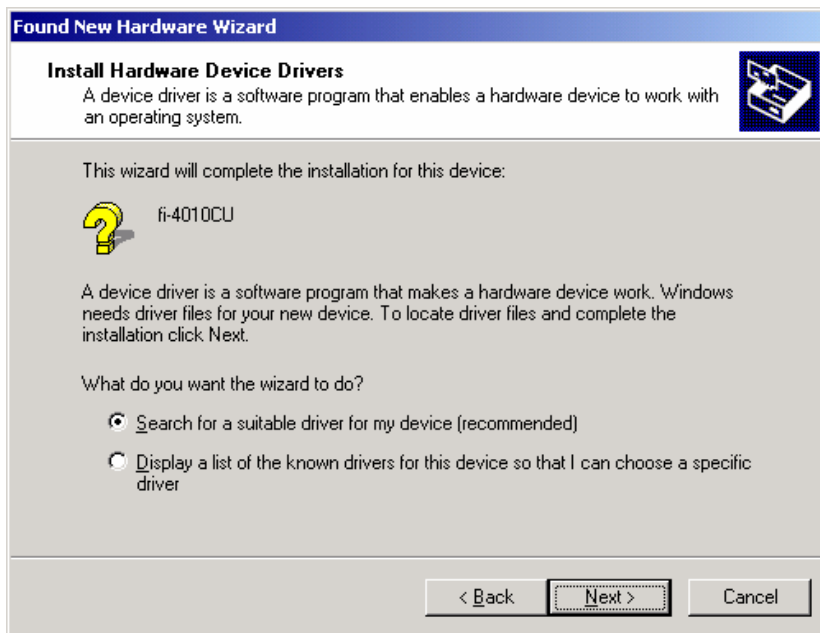 Found New Hardware Wizard
Install Hardware Device Drivers
A device driver is a software program that enables a hardware device to work with
an operating system.
This wizard will complete the installation for this device:
fi-4010CU
A device driver is a software program that makes a hardware device work. Windows
needs driver files for your new device. To locate driver files and complete the
installation click Next.
What do you want the wizard to do?
Search for a suitable driver for my device (recommended)
Display a list of the known drivers for this device so that I can choose a specific
driver
< Back Next > Cancel